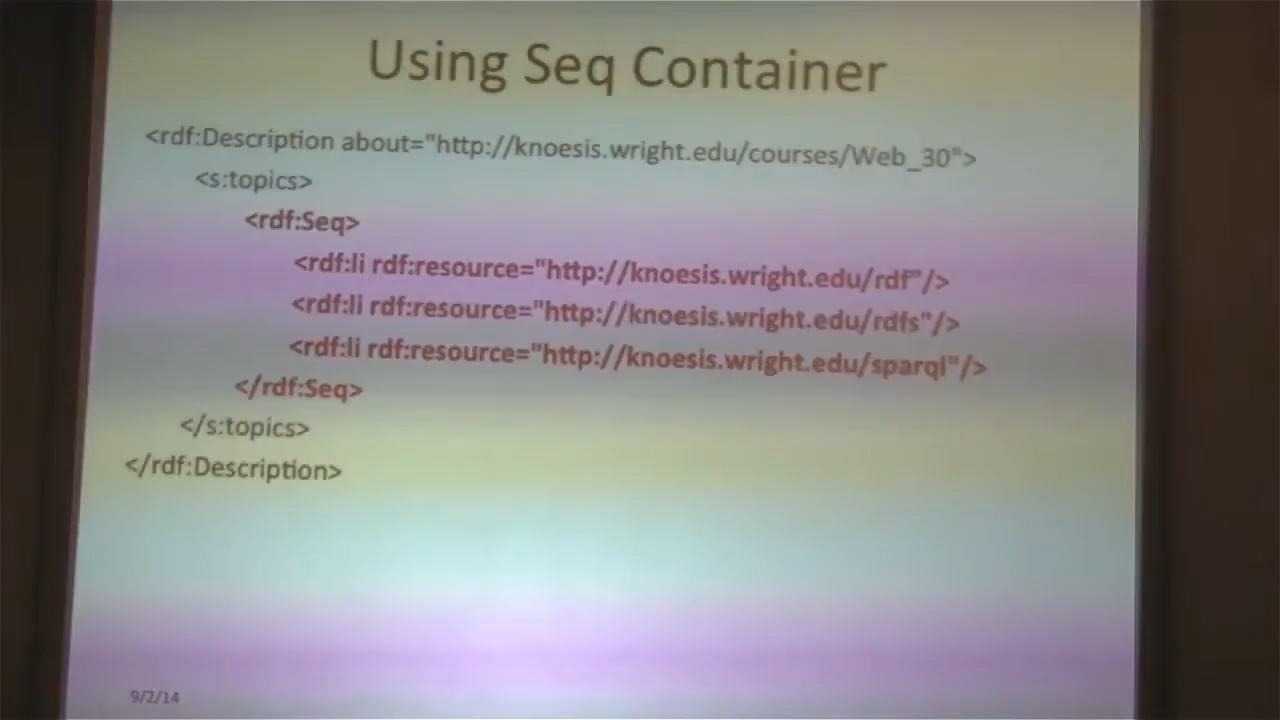 Using Seq Container
<rdf:Description about="http://knoesis.wright.edu/courses/Web_30">
<s:topics>
<rdf:Seq>
<rdf:li rdf:resource="http://knoesis.wright.edu/rdf"/>
<rdf:li rdf:resource="http://knoesis.wright.edu/rdfs"/>
<rdf:li rdf:resource="http://knoesis.wright.edu/sparql"/>
</rdf:Seq>
</s:topics>
</rdf:Description>
9/2/14